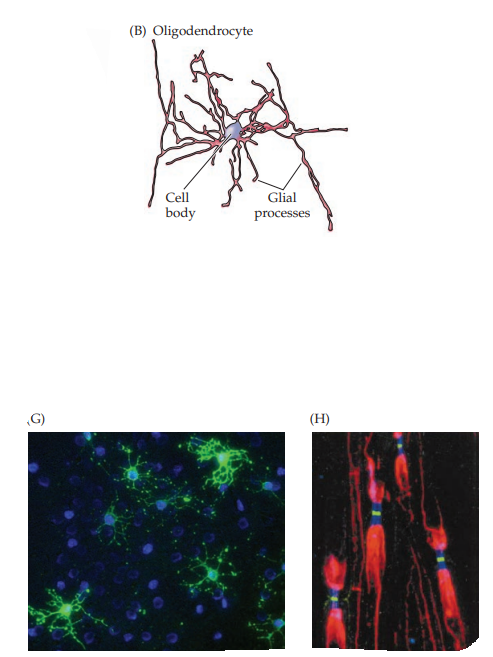 (B) Oligodendrocyte
Cell
body
Glial
processes
G)
(H)